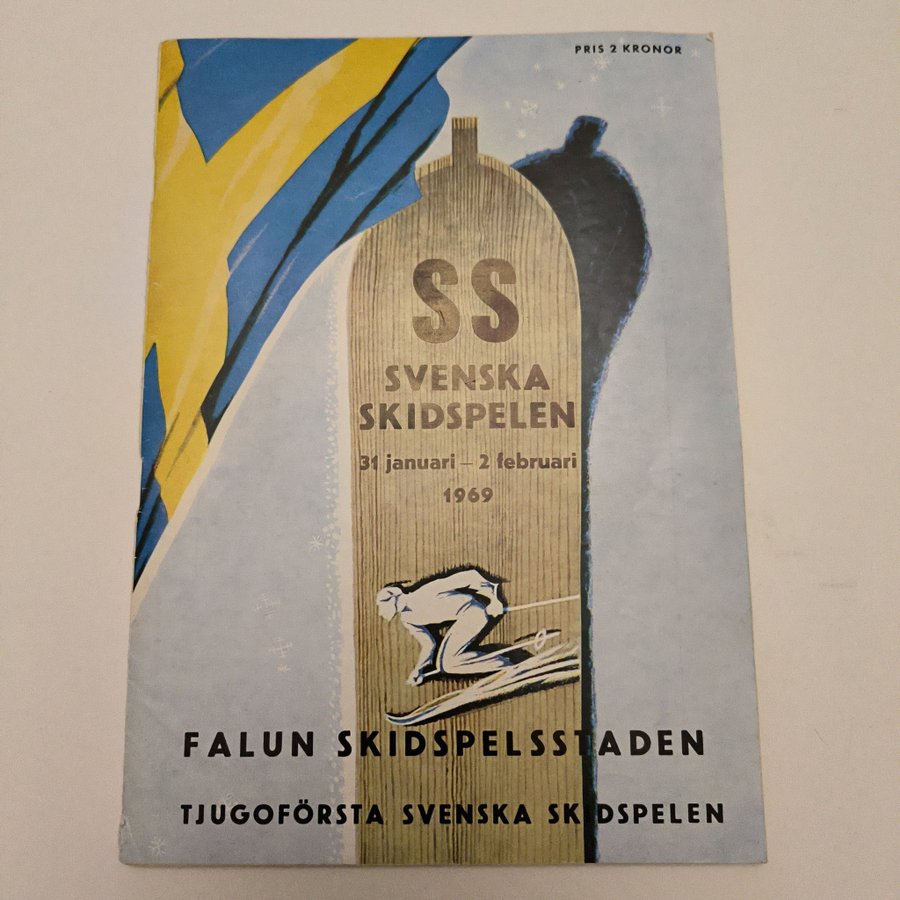 PRIS 2 KRONOR
SS
SVENSKA
SKIDSPELEN
31 januari – 2 februari
1969
FALUN SKIDSPELSSTADEN
TJUGOFÖRSTA SVENSKA SKIDSPELEN